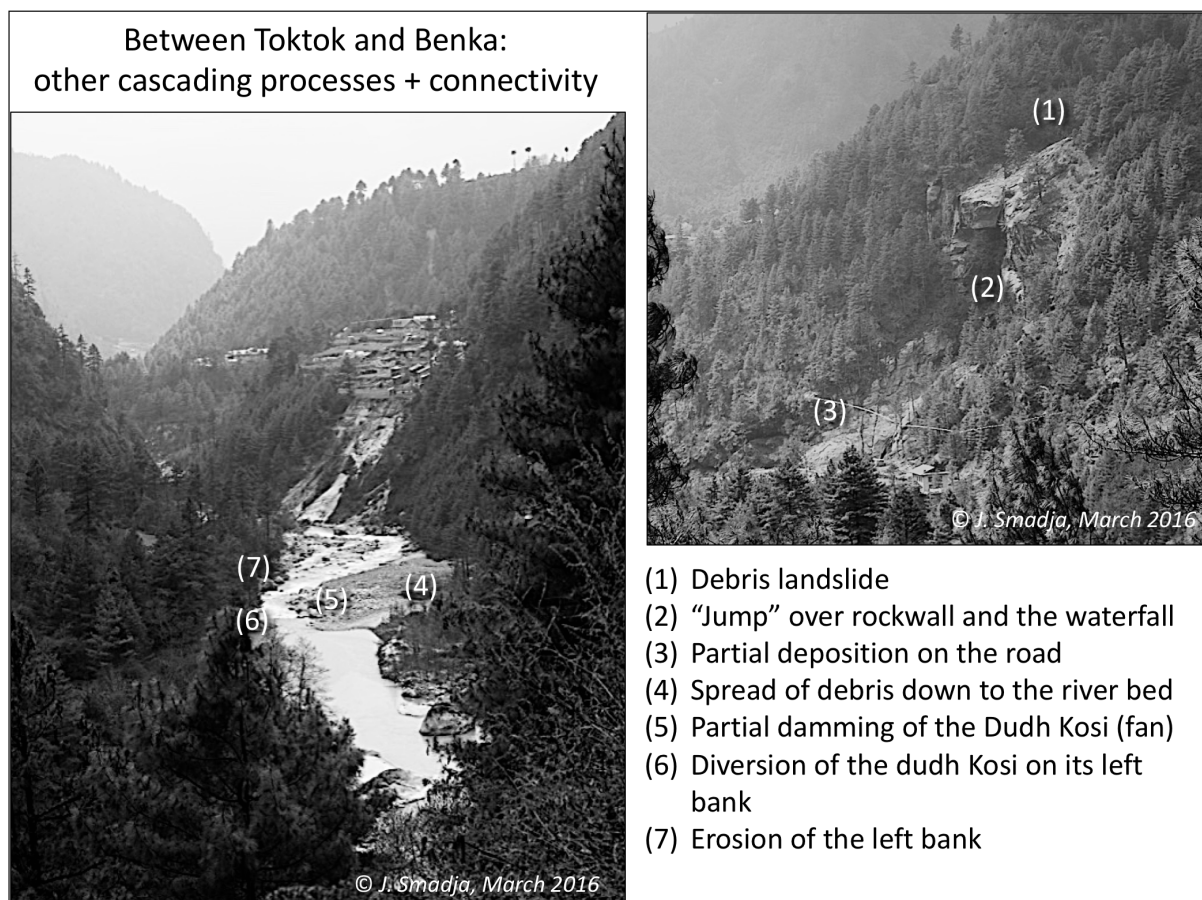 Between Toktok and Benka:
other cascading processes + connectivity
(7)
(4)
(5)
(6)
© J. Smadja, March 2016
(1)
(2)
(3)
© J. Smadja, March 2016
(1) Debris landslide
(2) “Jump” over rockwall and the waterfall
(3) Partial deposition on the road
(4) Spread of debris down to the river bed
(5) Partial damming of the Dudh Kosi (fan)
(6) Diversion of the dudh Kosi on its left
bank
(7) Erosion of the left bank